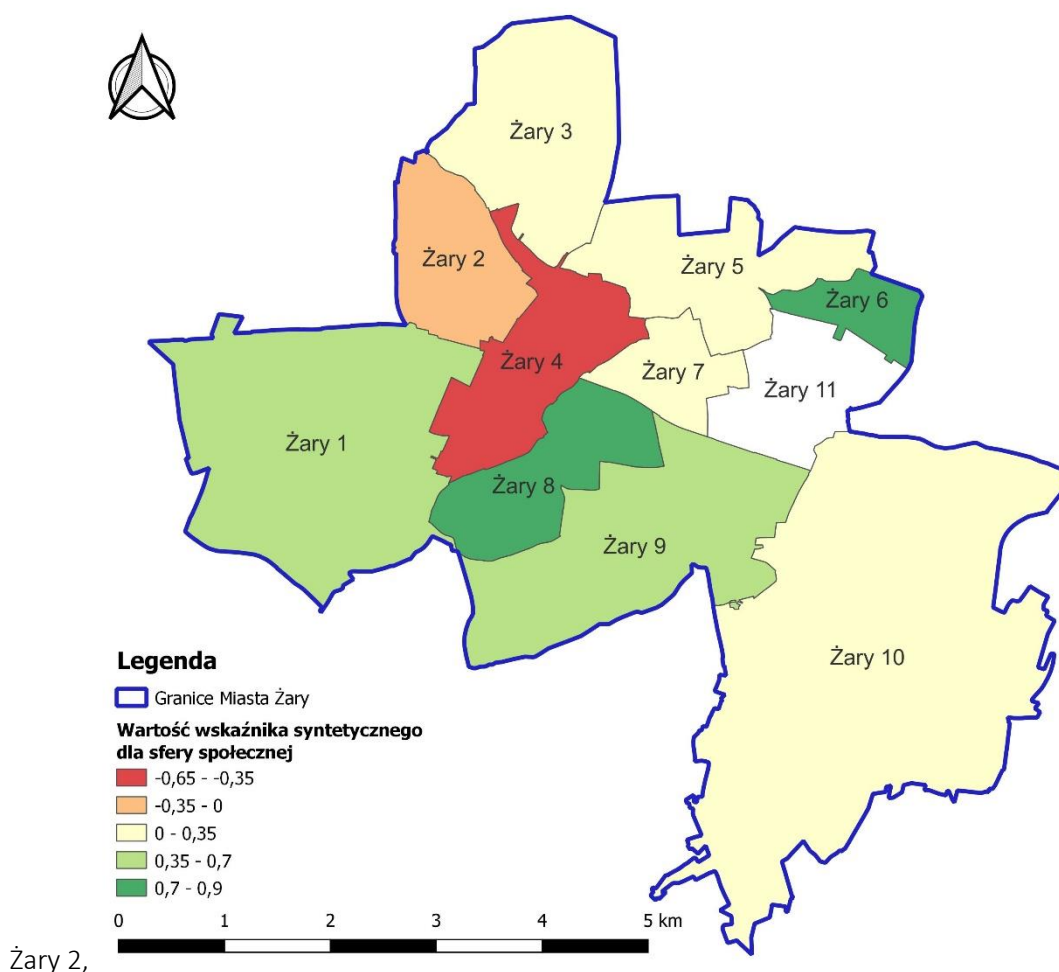 Żary 3
Żary 2
Żary 5
Żary 6
Żary 4
Żary 7
Żary 11
Żary 1
Żary 8
Żary 9
Żary 10
Legenda
Granice Miasta Żary
Wartość wskaźnika syntetycznego
dla sfery społecznej
-0,65 - -0,35
-0,35 - 0
0 - 0,35
0,35 - 0,7
0,7 - 0,9
0 1 2 3 4 5 km
Żary 2,